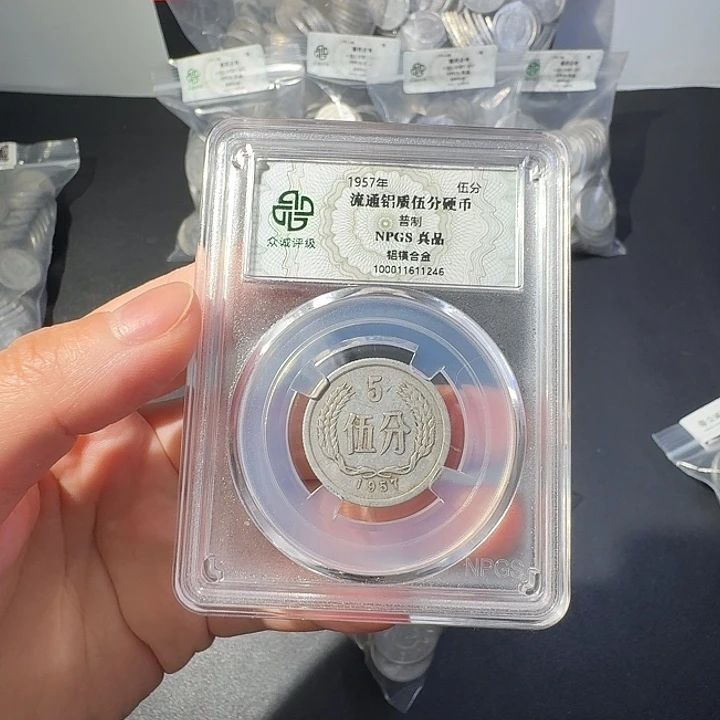 1957年 伍分
流通铝质伍分硬币
普制
NPGS 真品
铝镁合金
100011611246
众诚评级
5
伍分
1957
NPGS